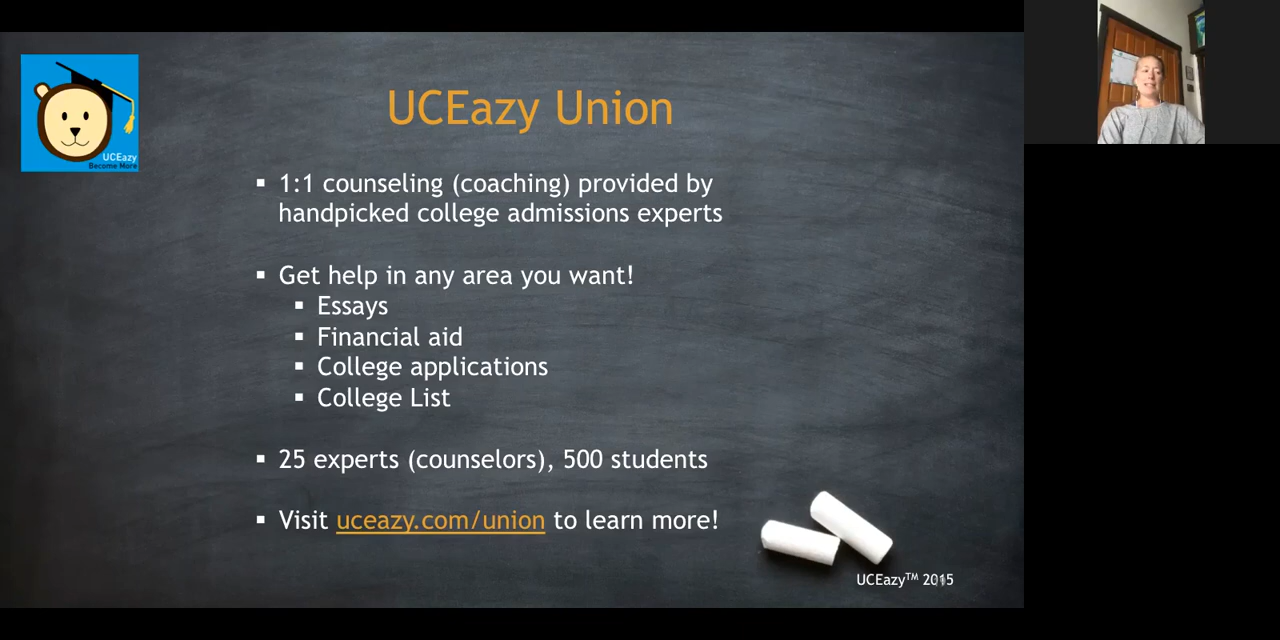 UCEazy Union
UCEazy
Become More
▪ 1:1 counseling (coaching) provided by
handpicked college admissions experts
▪ Get help in any area you want!
▪ Essays
▪ Financial aid
▪ College applications
▪ College List
▪ 25 experts (counselors), 500 students
▪ Visit uceazy.com/union to learn more!
UCEazy™ 2015